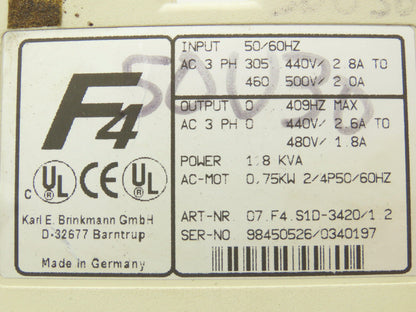 F4
C UL CE UL
Karl E. Brinkmann GmbH
D-32677 Barntrup
Made in Germany
INPUT 50/60HZ
AC 3 PH 305 440V/ 2.8A TO
460 500V/ 2.0A
OUTPUT 0 409HZ MAX
AC 3 PH 0 440V/ 2.6A TO
480V/ 1.8A
POWER 1.8 KVA
AC-MOT 0.75KW 2/4P50/60HZ
ART-NR. 07.F4.S1D-3420/1.2
SER-NO 98450526/0340197